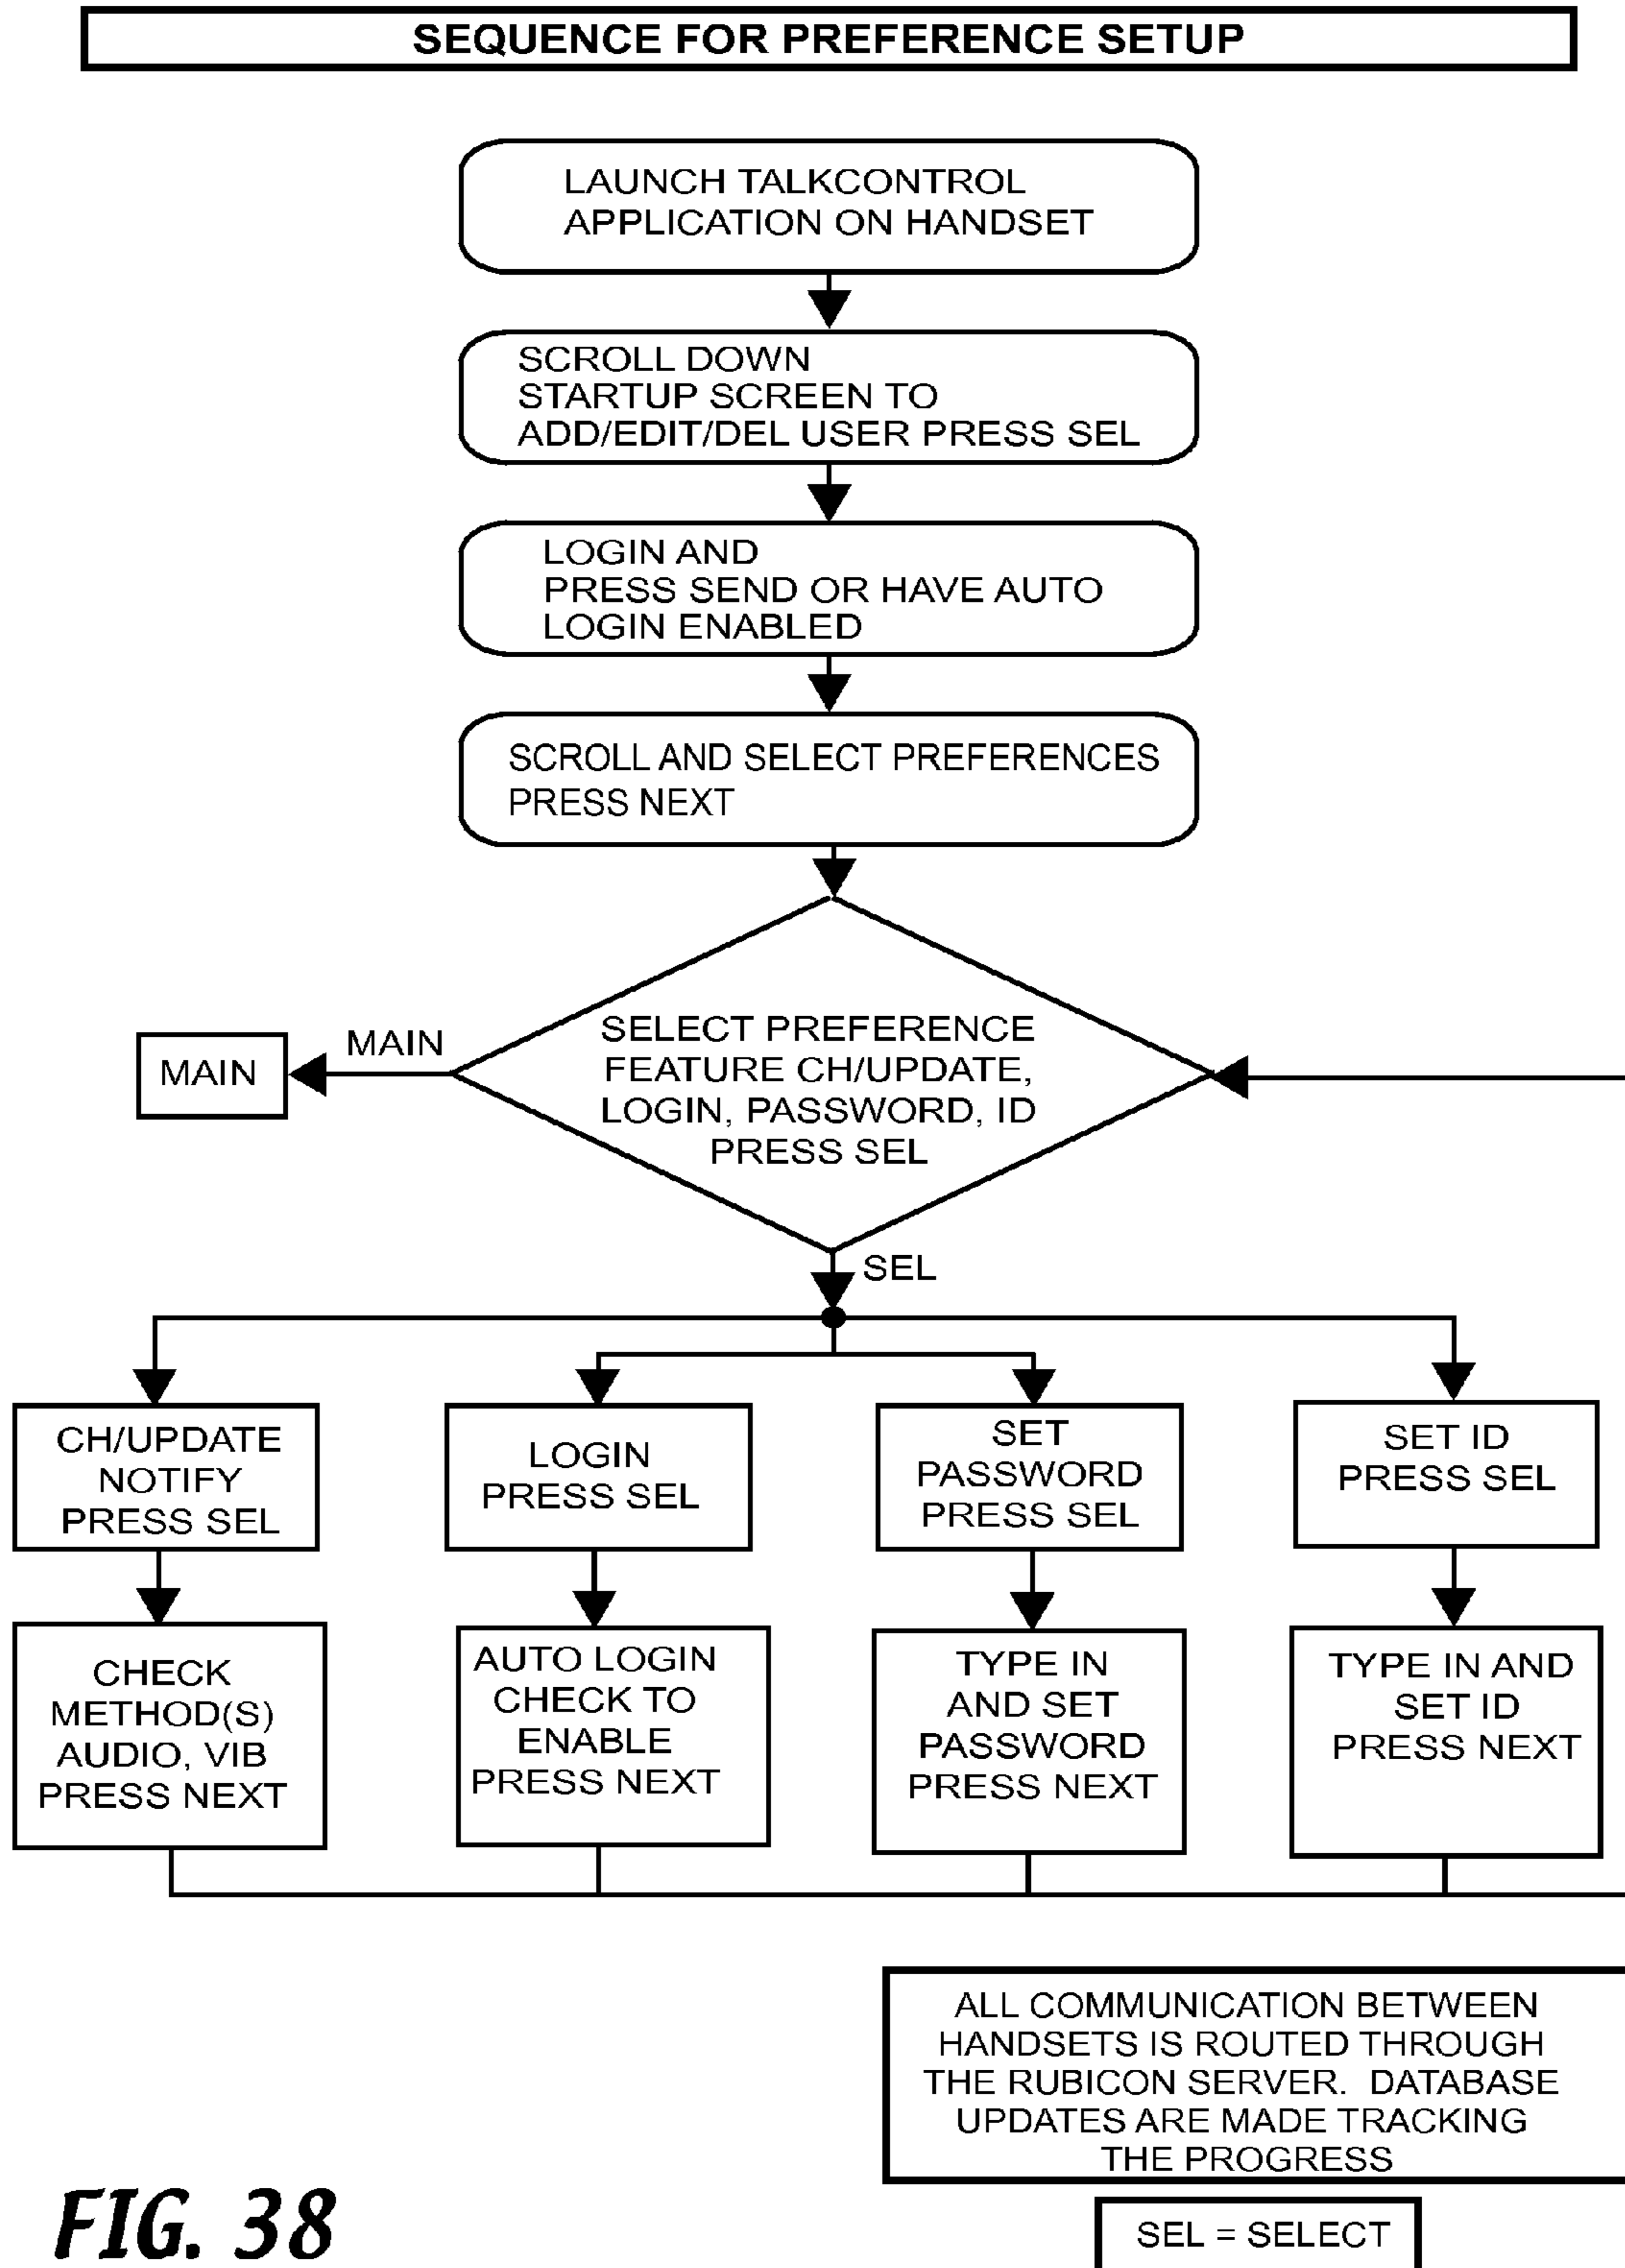 SEQUENCE FOR PREFERENCE SETUP
LAUNCH TALKCONTROL
APPLICATION ON HANDSET
SCROLL DOWN
STARTUP SCREEN TO
ADD/EDIT/DEL USER PRESS SEL
LOGIN AND
PRESS SEND OR HAVE AUTO
LOGIN ENABLED
SCROLL AND SELECT PREFERENCES
PRESS NEXT
SELECT PREFERENCE
FEATURE CH/UPDATE,
LOGIN, PASSWORD, ID
PRESS SEL
MAIN
MAIN
SEL
CH/UPDATE
NOTIFY
PRESS SEL
LOGIN
PRESS SEL
SET
PASSWORD
PRESS SEL
SET ID
PRESS SEL
CHECK
METHOD(S)
AUDIO, VIB
PRESS NEXT
AUTO LOGIN
CHECK TO
ENABLE
PRESS NEXT
TYPE IN
AND SET
PASSWORD
PRESS NEXT
TYPE IN AND
SET ID
PRESS NEXT
ALL COMMUNICATION BETWEEN
HANDSETS IS ROUTED THROUGH
THE RUBICON SERVER. DATABASE
UPDATES ARE MADE TRACKING
THE PROGRESS
SEL = SELECT
FIG. 38